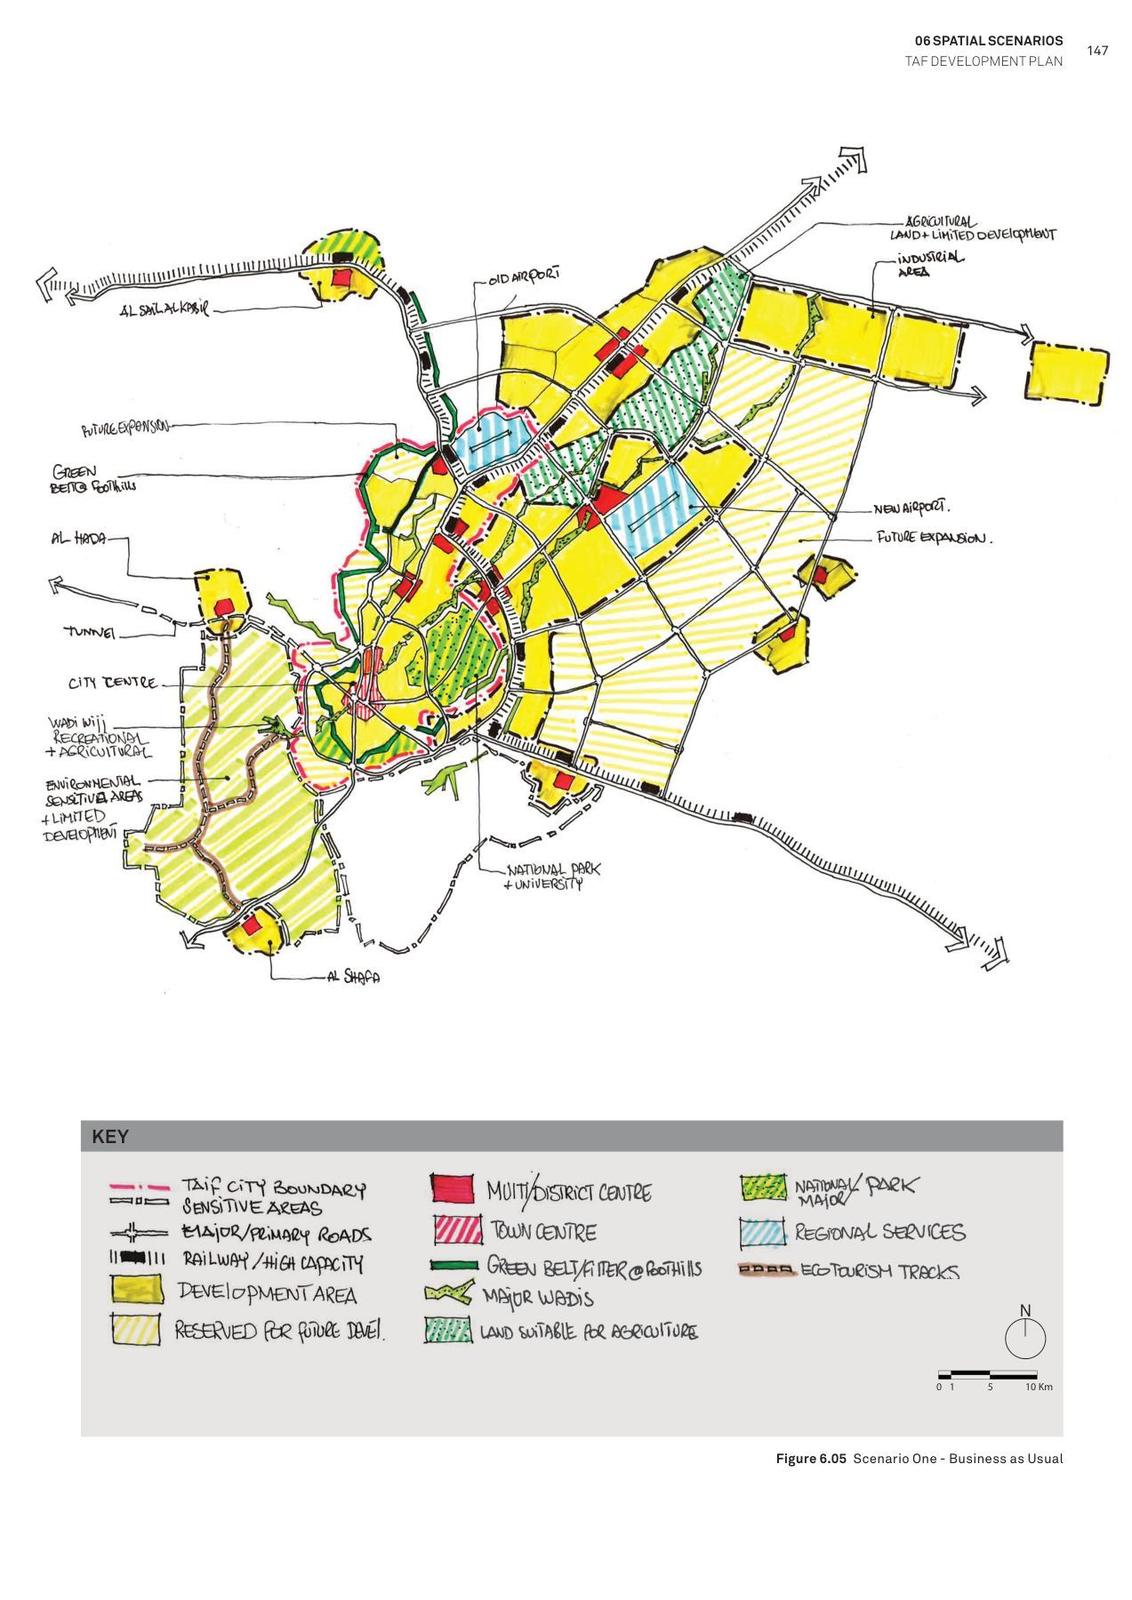 06 SPATIAL SCENARIOS
TAF DEVELOPMENT PLAN
147
AGRICULTURAL
LAND + LIMITED DEVELOPMENT
INDUSTRIAL
AREA
OLD AIRPORT
AL SAIL AL KABIR
FUTURE EXPANSION
GREEN
BELT@ FOOTHILLS
AL HADA
TUNNEL
CITY CENTRE
WADI WIJJ
RECREATIONAL
+ AGRICULTURAL
ENVIRONMENTAL
SENSITIVE AREAS
+ LIMITED
DEVELOPMENT
NEW AIRPORT.
FUTURE EXPANSION.
NATIONAL PARK
+ UNIVERSITY
AL SHAFA
KEY
TAIF CITY BOUNDARY
SENSITIVE AREAS
MAJOR/PRIMARY ROADS
RAILWAY/HIGH CAPACITY
DEVELOPMENT AREA
RESERVED FOR FUTURE DEVEL.
MULTI/DISTRICT CENTRE
TOWN CENTRE
GREEN BELT/FILTER@FOOTHILLS
MAJOR WADIS
LAND SUITABLE FOR AGRICULTURE
NATIONAL/ PARK
MAJOR/
REGIONAL SERVICES
ECOTOURISM TRACKS
N
0 1 5 10 Km
Figure 6.05 Scenario One - Business as Usual